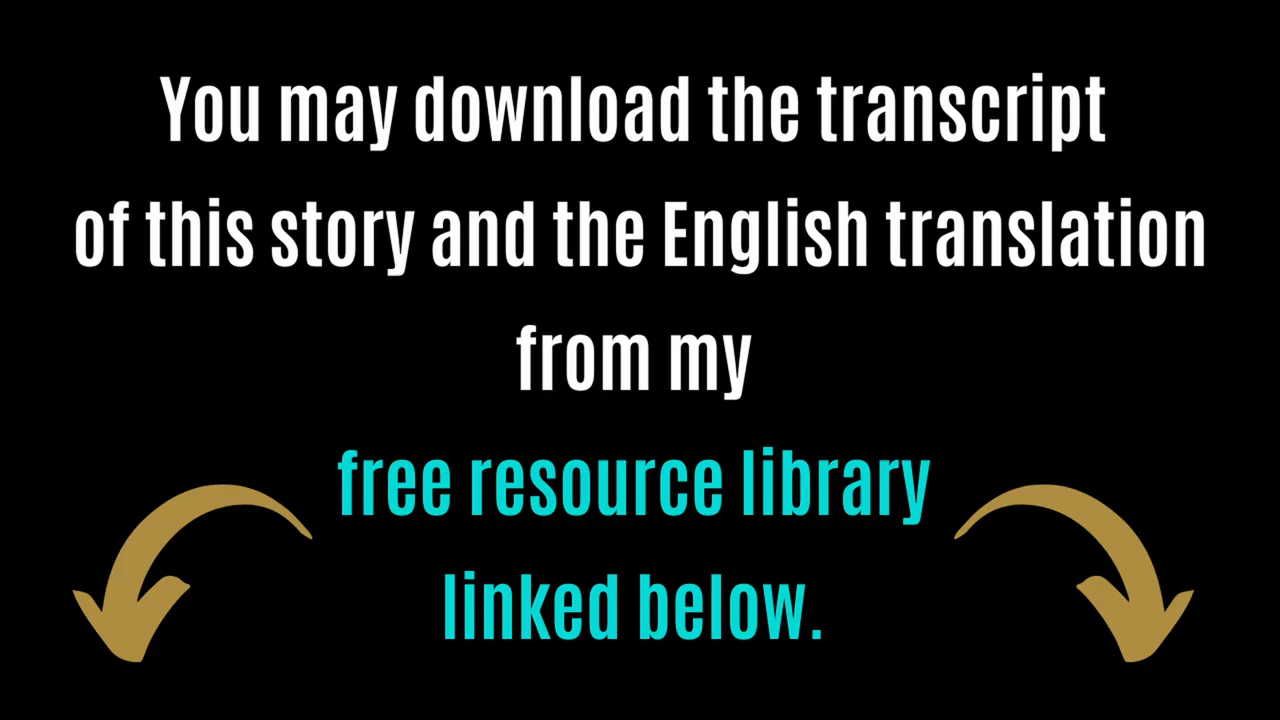 You may download the transcript
of this story and the English translation
from my
free resource library
linked below.